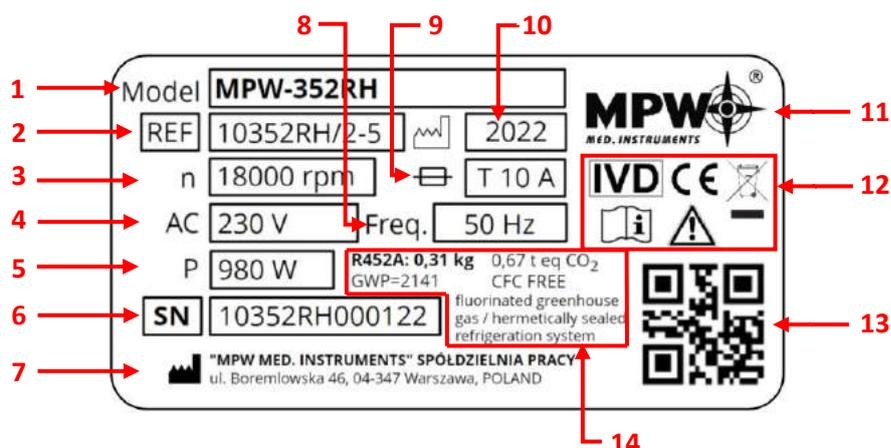 8 9 10
1 Model MPW-352RH
2 REF 10352RH/2-5 2022
MPW ® 11
MED. INSTRUMENTS
3 n 18000 rpm T 10 A
IVD CE 12
i
4 AC 230 V Freq. 50 Hz
5 P 980 W
R452A: 0,31 kg 0,67 t eq CO2
GWP=2141 CFC FREE
fluorinated greenhouse
gas / hermetically sealed
refrigeration system
6 SN 10352RH000122
13
7 "MPW MED. INSTRUMENTS" SPÓŁDZIELNIA PRACY
ul. Boremlowska 46, 04-347 Warszawa, POLAND
14